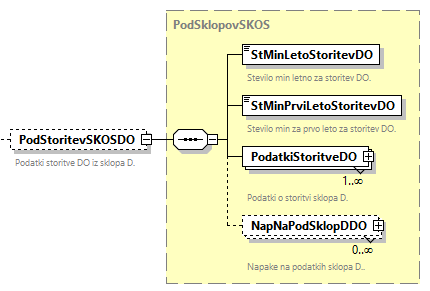 PodSklopovSKOS
StMinLetoStoritevDO
Stevilo min letno za storitev DO.
StMinPrviLetoStoritevDO
Stevilo min za prvo leto za storitev DO.
PodStoritevSKOSDO
Podatki storitve DO iz sklopa D.
PodatkiStoritveDO
1..∞
Podatki o storitvi sklopa D.
NapNaPodSklopDDO
0..∞
Napake na podatkih sklopa D..